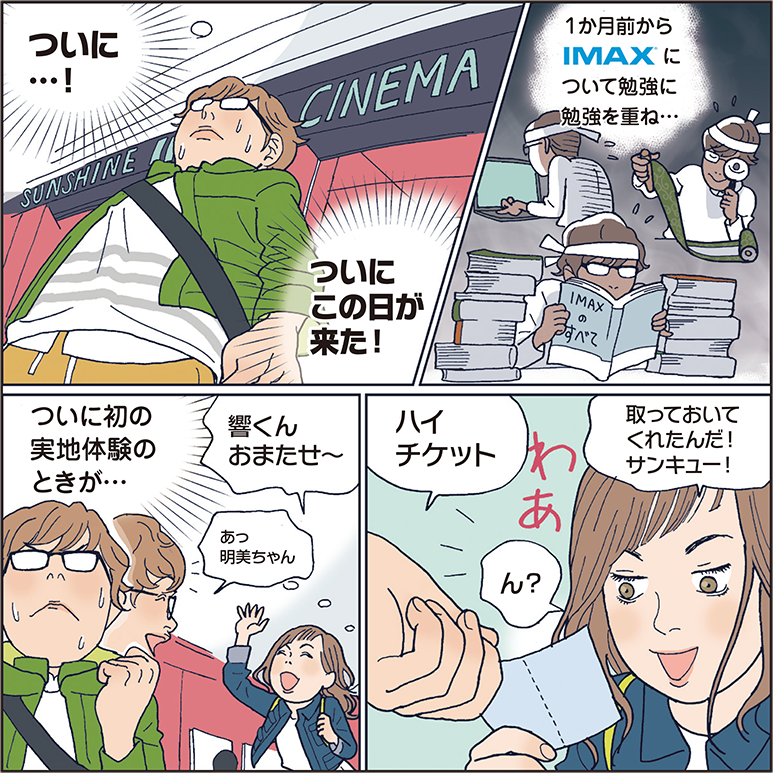 ついに
…！
SUNSHINE
CINEMA
ついに
この日が
来た！
1か月前から
IMAX®に
ついて勉強に
勉強を重ね…
IMAX
の
すべて
ついに初の
実地体験の
ときが…
響くん
おまたせ〜
あっ
明美ちゃん
取っておいて
くれたんだ！
サンキュー！
ハイ
チケット
わあ
ん？